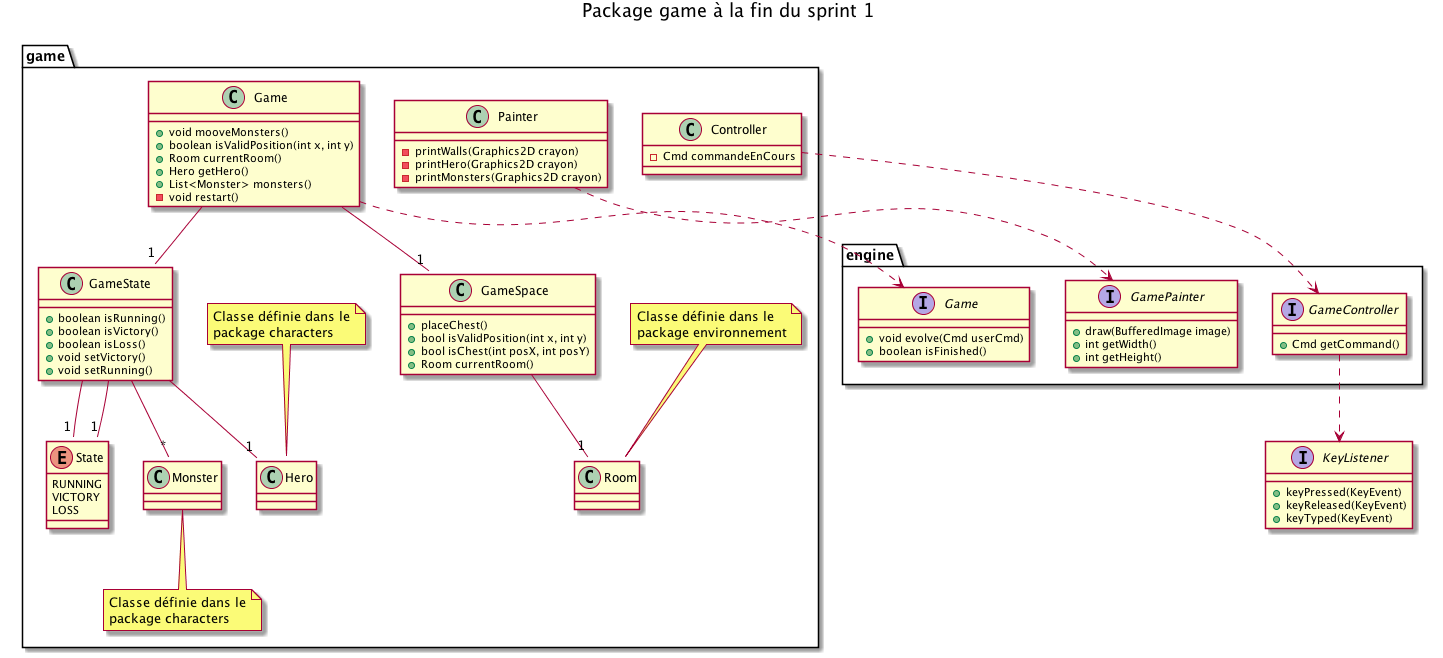 Package game à la fin du sprint 1
game
C Game
void mooveMonsters()
boolean isValidPosition(int x, int y)
Room currentRoom()
Hero getHero()
List<Monster> monsters()
void restart()
C Painter
printWalls(Graphics2D crayon)
printHero(Graphics2D crayon)
printMonsters(Graphics2D crayon)
C Controller
Cmd commandeEnCours
1
1
C GameState
boolean isRunning()
boolean isVictory()
boolean isLoss()
void setVictory()
void setRunning()
Classe définie dans le
package characters
C GameSpace
placeChest()
bool isValidPosition(int x, int y)
bool isChest(int posX, int posY)
Room currentRoom()
Classe définie dans le
package environnement
engine
I Game
void evolve(Cmd userCmd)
boolean isFinished()
I GamePainter
draw(BufferedImage image)
int getWidth()
int getHeight()
I GameController
Cmd getCommand()
1
1
*
1
1
E State
RUNNING
VICTORY
LOSS
C Monster
C Hero
C Room
I KeyListener
keyPressed(KeyEvent)
keyReleased(KeyEvent)
keyTyped(KeyEvent)
Classe définie dans le
package characters